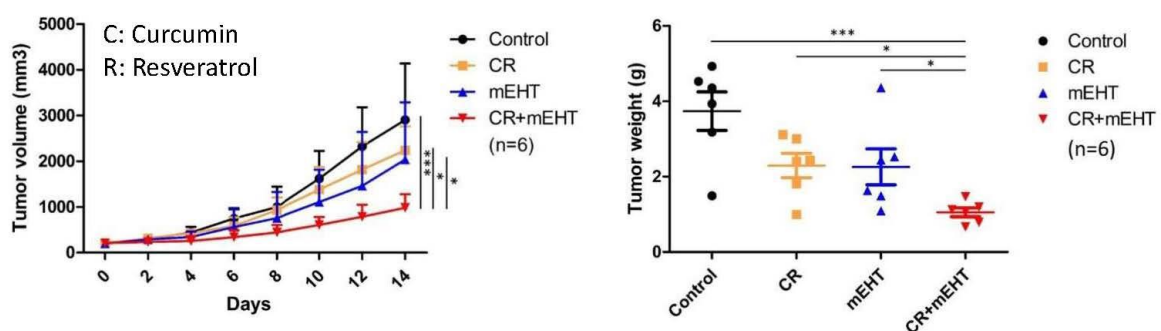 C: Curcumin
R: Resveratrol
Tumor volume (mm3)
5000
4000
3000
2000
1000
0
0 2 4 6 8 10 12 14
Days
Control
CR
mEHT
CR+mEHT
(n=6)
***
*
*
Tumor weight (g)
6
4
2
0
***
*
*
Control
CR
mEHT
CR+mEHT
Control
CR
mEHT
CR+mEHT
(n=6)